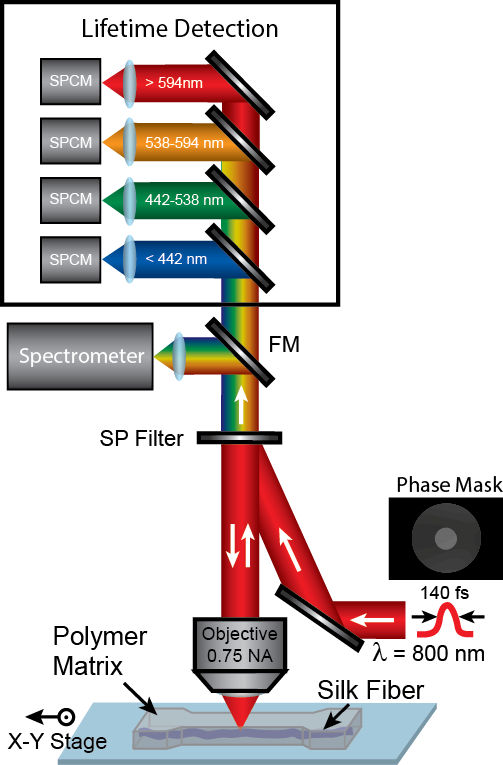 Lifetime Detection
SPCM
> 594nm
SPCM
538-594 nm
SPCM
442-538 nm
SPCM
< 442 nm
Spectrometer
FM
SP Filter
Phase Mask
140 fs
λ = 800 nm
Objective
0.75 NA
Polymer
Matrix
Silk Fiber
X-Y Stage